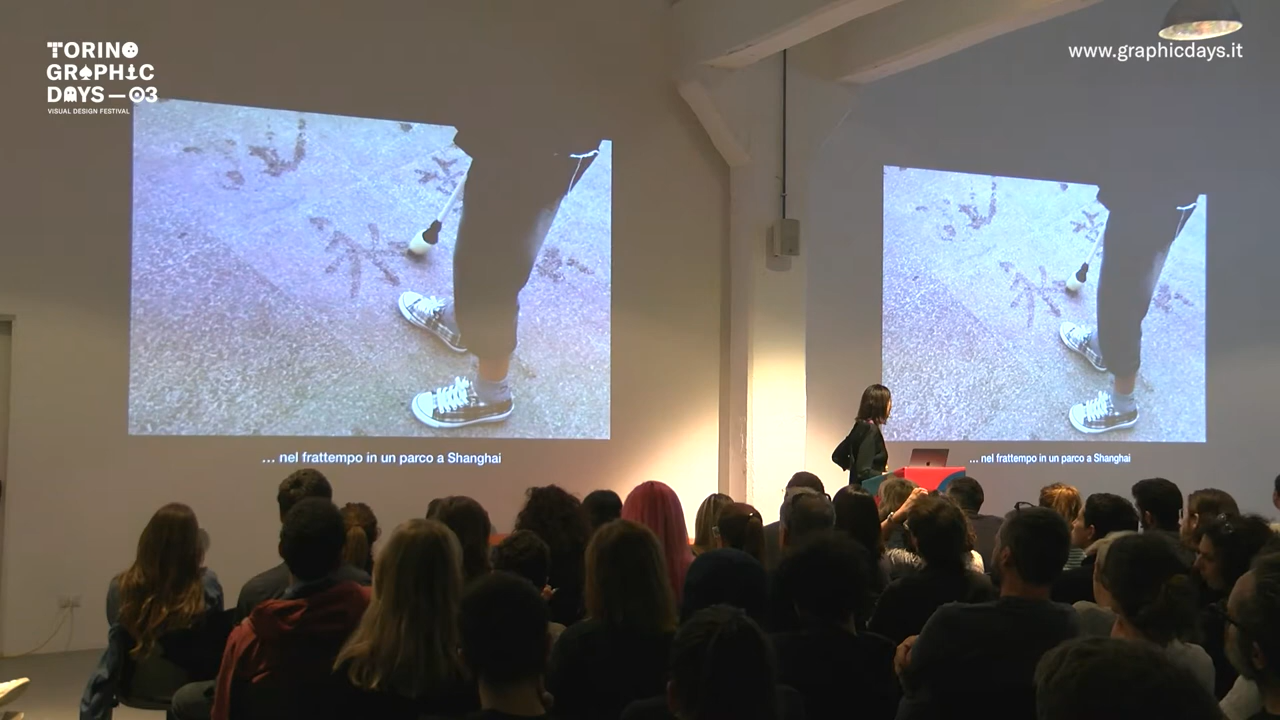 TORINO
GRAPHIC
DAYS—03
VISUAL DESIGN FESTIVAL
www.graphicdays.it
... nel frattempo in un parco a Shanghai
... nel frattempo in un parco a Shanghai